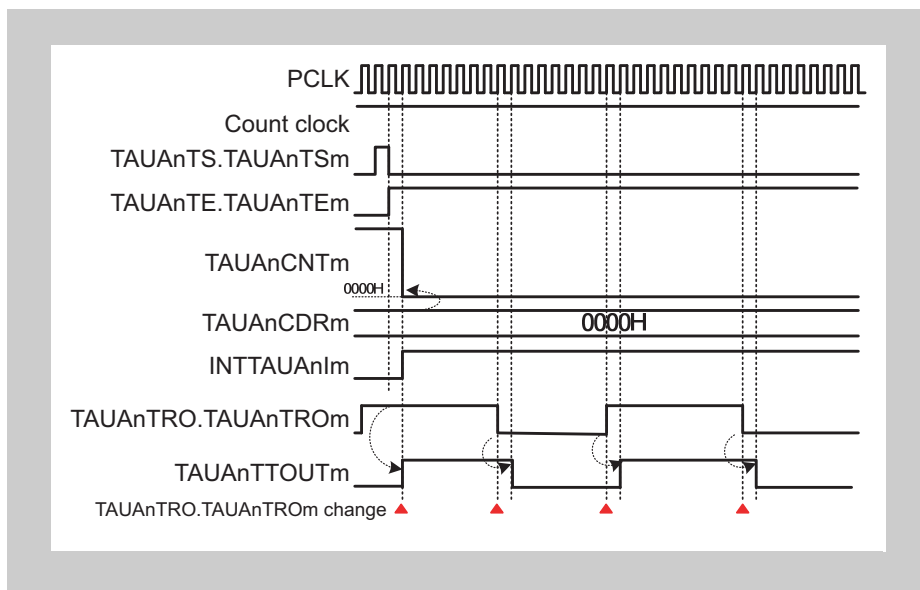 PCLK
Count clock
TAUAnTS.TAUAnTSm
TAUAnTE.TAUAnTEm
TAUAnCNTm
0000H
TAUAnCDRm 0000H
INTTAUAnIm
TAUAnTRO.TAUAnTROm
TAUAnTTOUTm
TAUAnTRO.TAUAnTROm change